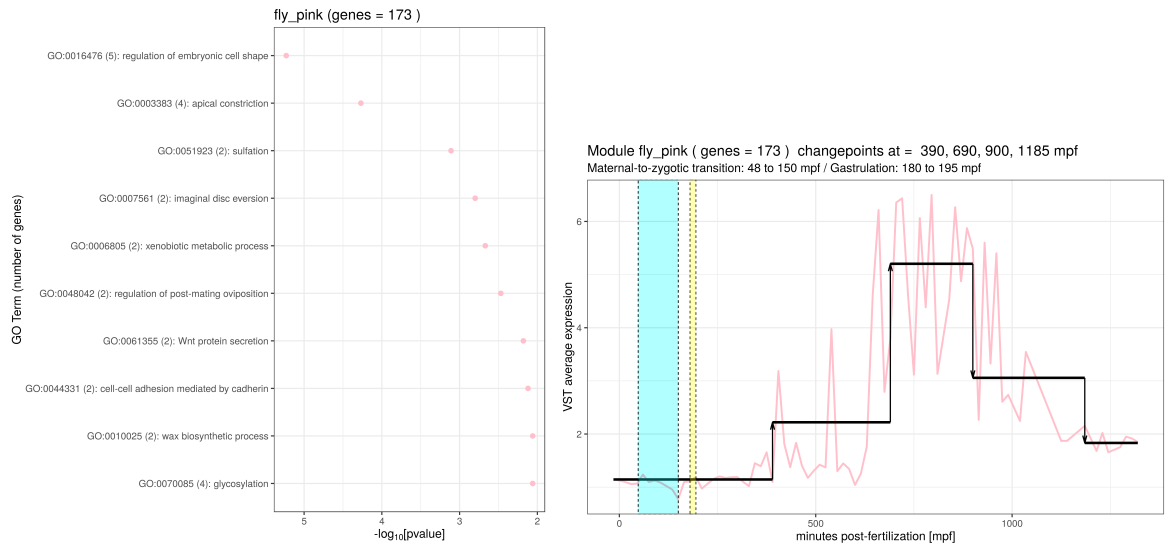 fly_pink (genes = 173 )
GO Term (number of genes)
GO:0016476 (5): regulation of embryonic cell shape
GO:0003383 (4): apical constriction
GO:0051923 (2): sulfation
GO:0007561 (2): imaginal disc eversion
GO:0006805 (2): xenobiotic metabolic process
GO:0048042 (2): regulation of post-mating oviposition
GO:0061355 (2): Wnt protein secretion
GO:0044331 (2): cell-cell adhesion mediated by cadherin
GO:0010025 (2): wax biosynthetic process
GO:0070085 (4): glycosylation
5 4 3 2
-log10[pvalue]
Module fly_pink ( genes = 173 ) changepoints at = 390, 690, 900, 1185 mpf
Maternal-to-zygotic transition: 48 to 150 mpf / Gastrulation: 180 to 195 mpf
VST average expression
6
4
2
0 500 1000
minutes post-fertilization [mpf]